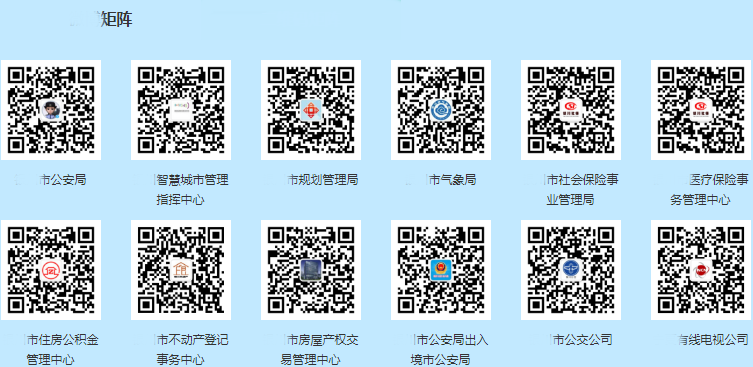 矩阵
市公安局
智慧城市管理
指挥中心
市规划管理局
市气象局
市社会保险事
业管理局
医疗保险事
务管理中心
市住房公积金
管理中心
市不动产登记
事务中心
市房屋产权交
易管理中心
市公安局出入
境市公安局
市公交公司
有线电视公司